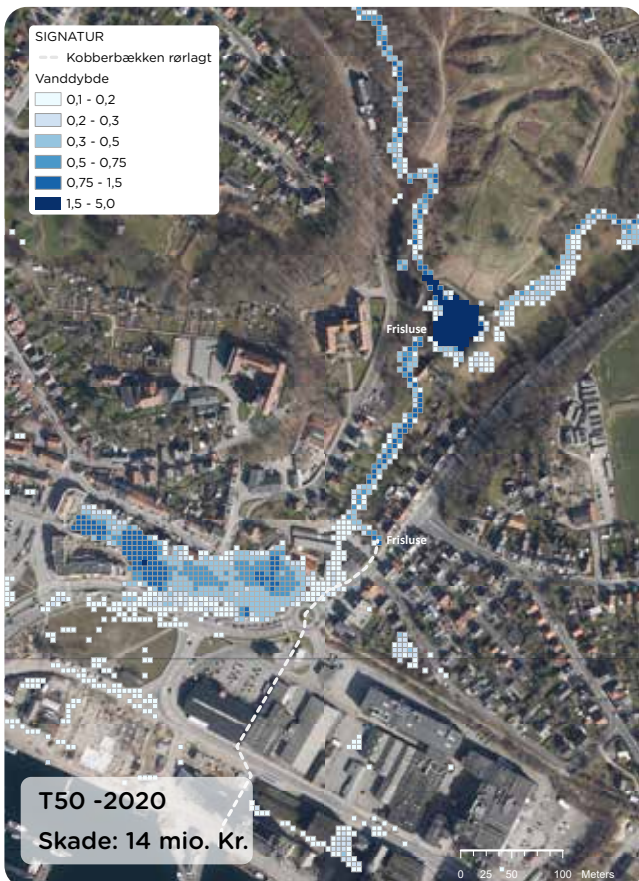 SIGNATUR
Kobberbækken rørlagt
Vanddybde
0,1 - 0,2
0,2 - 0,3
0,3 - 0,5
0,5 - 0,75
0,75 - 1,5
1,5 - 5,0
Frisluse
Frisluse
T50 -2020
Skade: 14 mio. Kr.
0 25 50 100 Meters